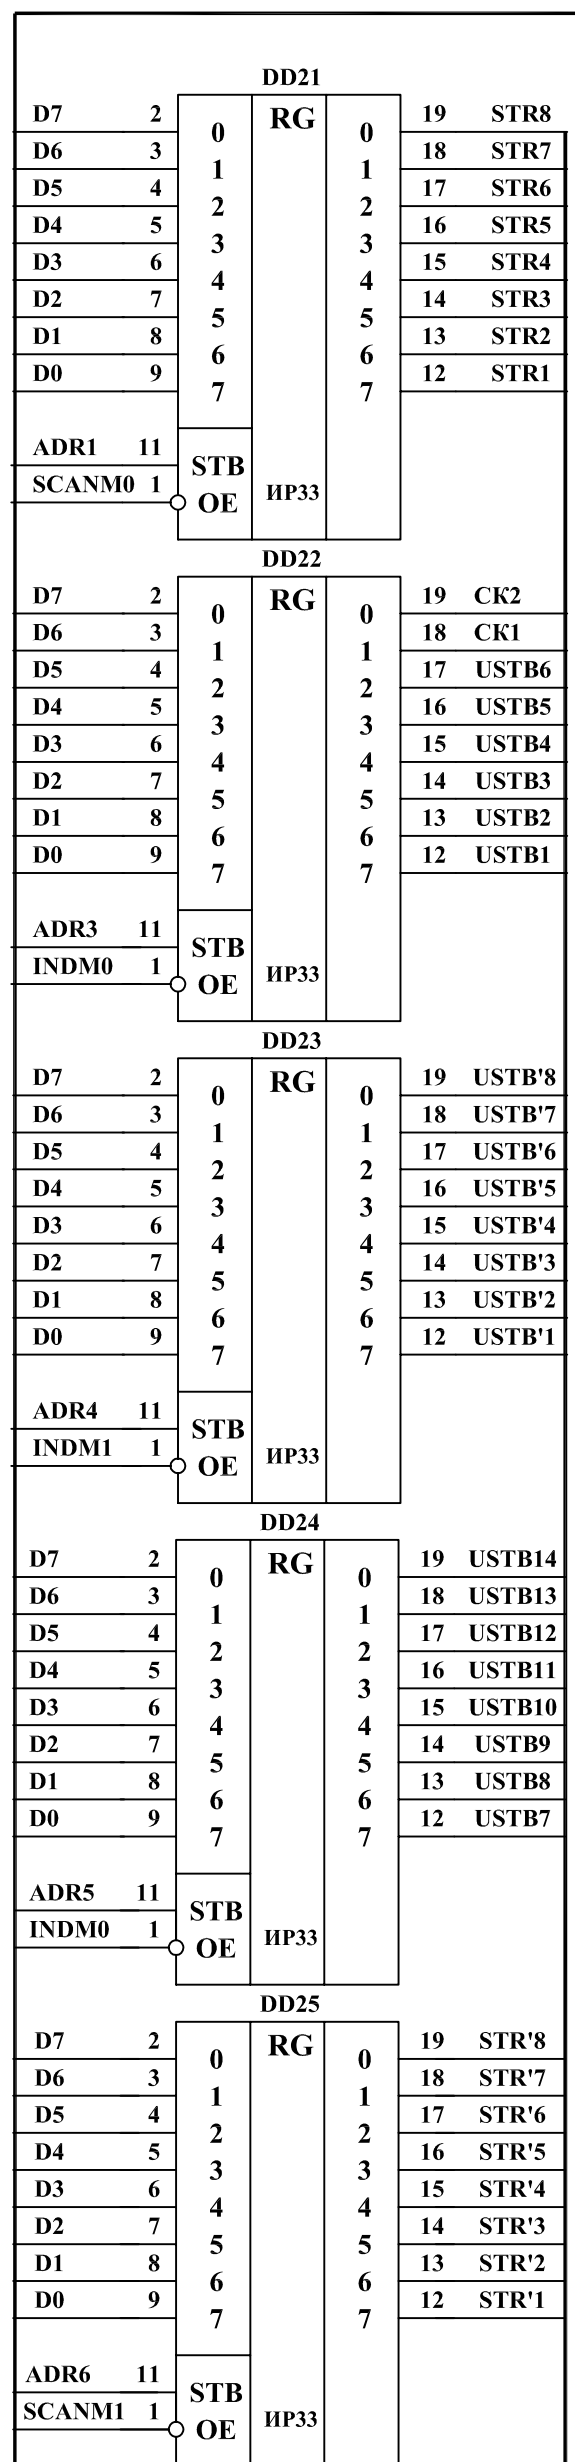 DD21
D7 2 RG 19 STR8
0 0
D6 3 18 STR7
1 1
D5 4 17 STR6
2 2
D4 5 16 STR5
3 3
D3 6 15 STR4
4 4
D2 7 14 STR3
5 5
D1 8 13 STR2
6 6
D0 9 12 STR1
7 7
ADR1 11
STB
SCANM0 1 ИР33
OE
DD22
D7 2 RG 19 СК2
0 0
D6 3 18 СК1
1 1
D5 4 17 USTB6
2 2
D4 5 16 USTB5
3 3
D3 6 15 USTB4
4 4
D2 7 14 USTB3
5 5
D1 8 13 USTB2
6 6
D0 9 12 USTB1
7 7
ADR3 11
STB
INDM0 1 ИР33
OE
DD23
D7 2 RG 19 USTB'8
0 0
D6 3 18 USTB'7
1 1
D5 4 17 USTB'6
2 2
D4 5 16 USTB'5
3 3
D3 6 15 USTB'4
4 4
D2 7 14 USTB'3
5 5
D1 8 13 USTB'2
6 6
D0 9 12 USTB'1
7 7
ADR4 11
STB
INDM1 1 ИР33
OE
DD24
D7 2 RG 19 USTB14
0 0
D6 3 18 USTB13
1 1
D5 4 17 USTB12
2 2
D4 5 16 USTB11
3 3
D3 6 15 USTB10
4 4
D2 7 14 USTB9
5 5
D1 8 13 USTB8
6 6
D0 9 12 USTB7
7 7
ADR5 11
STB
INDM0 1 ИР33
OE
DD25
D7 2 RG 19 STR'8
0 0
D6 3 18 STR'7
1 1
D5 4 17 STR'6
2 2
D4 5 16 STR'5
3 3
D3 6 15 STR'4
4 4
D2 7 14 STR'3
5 5
D1 8 13 STR'2
6 6
D0 9 12 STR'1
7 7
ADR6 11
STB
SCANM1 1 ИР33
OE